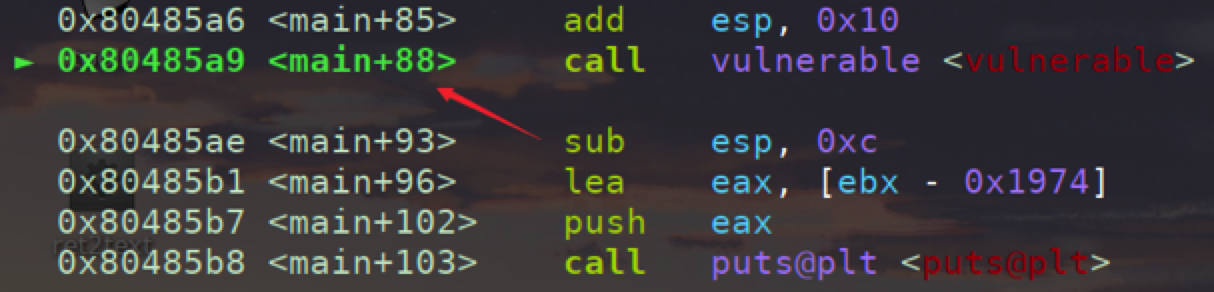 0x80485a6 <main+85> add esp, 0x10
► 0x80485a9 <main+88> call vulnerable <vulnerable>
0x80485ae <main+93> sub esp, 0xc
0x80485b1 <main+96> lea eax, [ebx - 0x1974]
0x80485b7 <main+102> push eax
ret2text
0x80485b8 <main+103> call puts@plt <puts@plt>